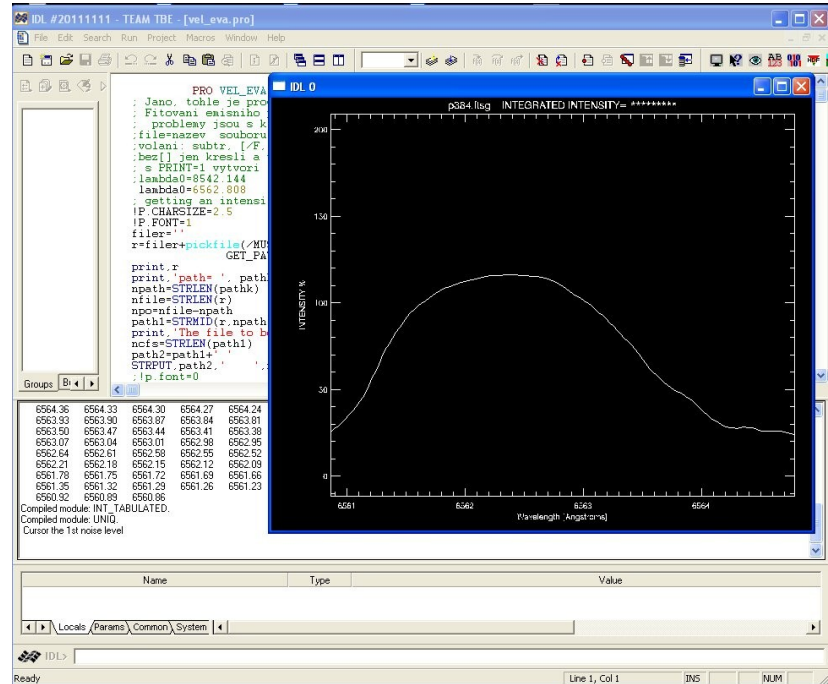 IDL #20111111 - TEAM TBE - [vel_eva.pro]
File Edit Search Run Project Macros Window Help
PRO VEL_EVA
; Jano, tohle je pro
; Fitovani emisniho
; problemy jsou s k
;file=nazev souboru
;volani: subtr, [/F,
;bez[] jen kresli a
; s PRINT=1 vytvori
;lambda0=8542.144
lambda0=6562.808
; getting an intensi
!P.CHARSIZE=2.5
!P.FONT=1
filer=''
r=filer+pickfile(/MUS
GET_PA
print,r
print,'path= ', path
npath=STRLEN(pathk)
nfile=STRLEN(r)
npo=nfile-npath
path1=STRMID(r,npath
print,'The file to be
ncfs=STRLEN(path1)
path2=path1+' '
STRPUT,path2,' ',
;!p.font=0
Groups
IDL 0
p384.ftsg INTEGRATED INTENSITY= *********
200
150
100
50
0
INTENSITY %
6561 6562 6563 6564
Wavelength [Angstroms]
6564.36 6564.33 6564.30 6564.27 6564.24
6563.93 6563.90 6563.87 6563.84 6563.81
6563.50 6563.47 6563.44 6563.41 6563.38
6563.07 6563.04 6563.01 6562.98 6562.95
6562.64 6562.61 6562.58 6562.55 6562.52
6562.21 6562.18 6562.15 6562.12 6562.09
6561.78 6561.75 6561.72 6561.69 6561.66
6561.35 6561.32 6561.29 6561.26 6561.23
6560.92 6560.89 6560.86
Compiled module: INT_TABULATED.
Compiled module: UNIQ.
Cursor the 1st noise level
Name Type Value
Locals Params Common System
IDL>
Ready Line 1, Col 1 INS NUM